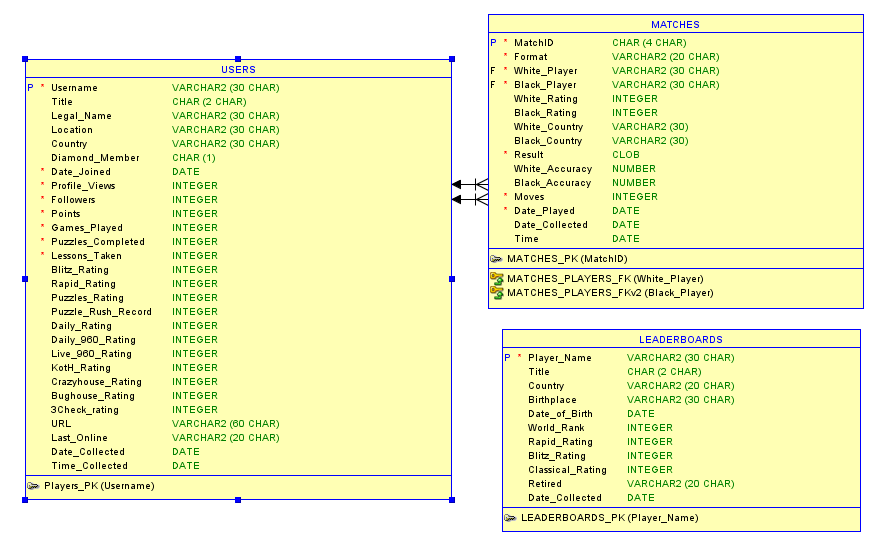 USERS
P * Username VARCHAR2 (30 CHAR)
Title CHAR (2 CHAR)
Legal_Name VARCHAR2 (30 CHAR)
Location VARCHAR2 (30 CHAR)
Country VARCHAR2 (30 CHAR)
Diamond_Member CHAR (1)
* Date_Joined DATE
* Profile_Views INTEGER
* Followers INTEGER
* Points INTEGER
* Games_Played INTEGER
* Puzzles_Completed INTEGER
* Lessons_Taken INTEGER
Blitz_Rating INTEGER
Rapid_Rating INTEGER
Puzzles_Rating INTEGER
Puzzle_Rush_Record INTEGER
Daily_Rating INTEGER
Daily_960_Rating INTEGER
Live_960_Rating INTEGER
KotH_Rating INTEGER
Crazyhouse_Rating INTEGER
Bughouse_Rating INTEGER
3Check_rating INTEGER
URL VARCHAR2 (60 CHAR)
Last_Online VARCHAR2 (20 CHAR)
Date_Collected DATE
Time_Collected DATE
Players_PK (Username)
MATCHES
P * MatchID CHAR (4 CHAR)
* Format VARCHAR2 (20 CHAR)
F * White_Player VARCHAR2 (30 CHAR)
F * Black_Player VARCHAR2 (30 CHAR)
White_Rating INTEGER
Black_Rating INTEGER
White_Country VARCHAR2 (30)
Black_Country VARCHAR2 (30)
* Result CLOB
White_Accuracy NUMBER
Black_Accuracy NUMBER
* Moves INTEGER
* Date_Played DATE
Date_Collected DATE
Time DATE
MATCHES_PK (MatchID)
MATCHES_PLAYERS_FK (White_Player)
MATCHES_PLAYERS_FKv2 (Black_Player)
LEADERBOARDS
P * Player_Name VARCHAR2 (30 CHAR)
Title CHAR (2 CHAR)
Country VARCHAR2 (20 CHAR)
Birthplace VARCHAR2 (30 CHAR)
Date_of_Birth DATE
World_Rank INTEGER
Rapid_Rating INTEGER
Blitz_Rating INTEGER
Classical_Rating INTEGER
Retired VARCHAR2 (20 CHAR)
Date_Collected DATE
LEADERBOARDS_PK (Player_Name)